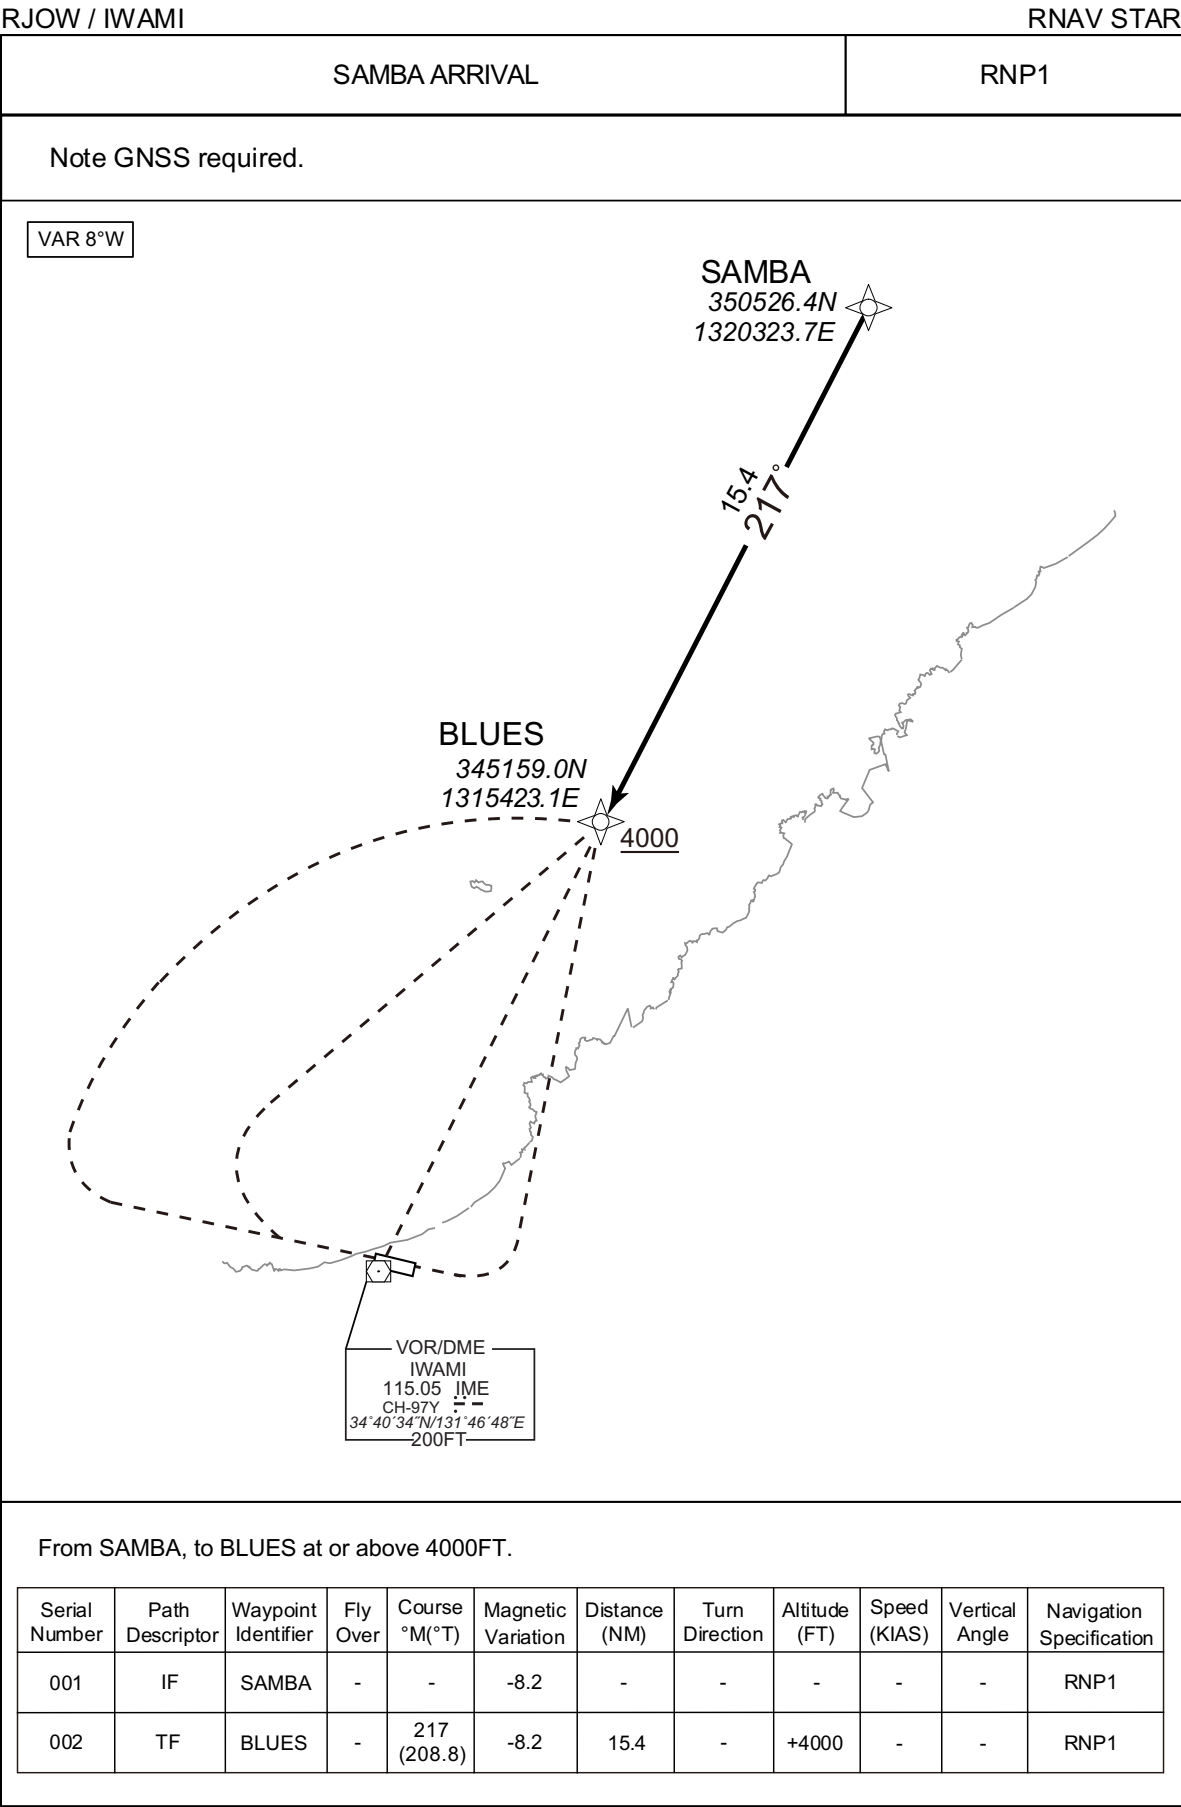 RJOW / IWAMI
RNAV STAR
SAMBA ARRIVAL
RNP1
Note GNSS required.
VAR 8°W
SAMBA
350526.4N
1320323.7E
15.4
217°
BLUES
345159.0N
1315423.1E
4000
VOR/DME
IWAMI
115.05 IME
CH-97Y
34°40´34˝N/131°46´48˝E
200FT
From SAMBA, to BLUES at or above 4000FT.
Serial Number Path Descriptor Waypoint Identifier Fly Over Course °M(°T) Magnetic Variation Distance (NM) Turn Direction Altitude (FT) Speed (KIAS) Vertical Angle Navigation Specification
001 IF SAMBA - - -8.2 - - - - - RNP1
002 TF BLUES - 217 (208.8) -8.2 15.4 - +4000 - - RNP1